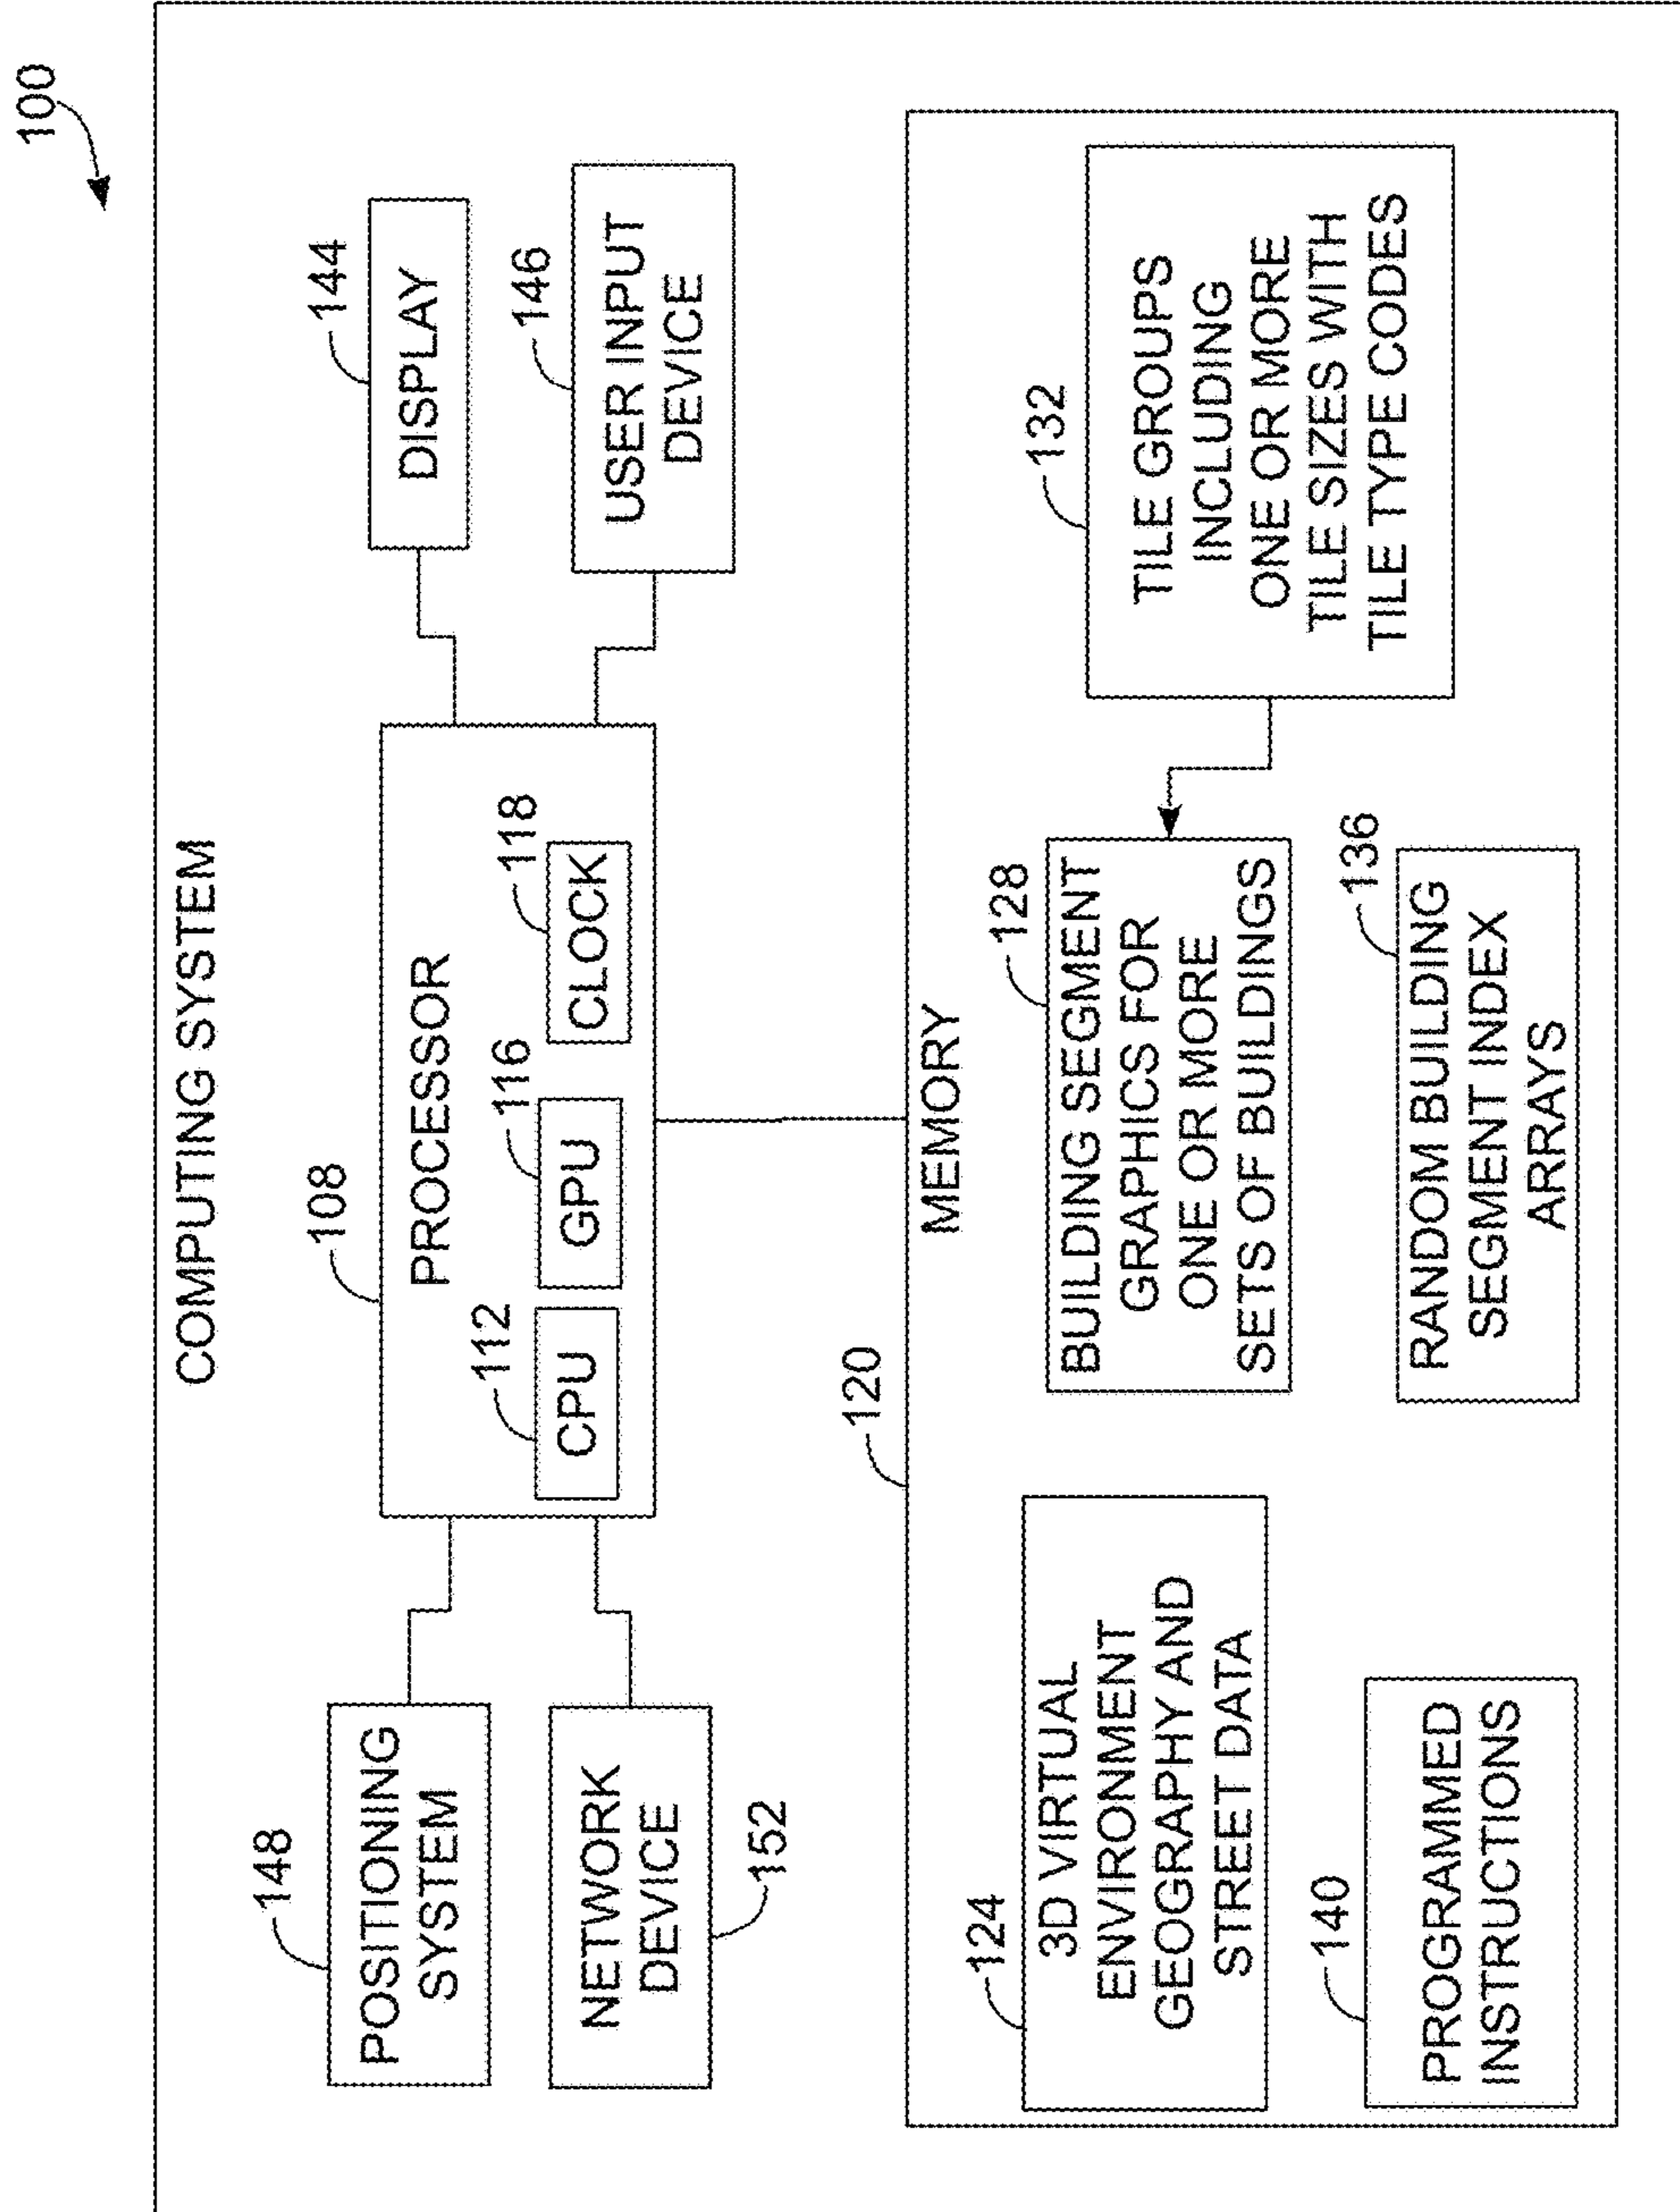 100
COMPUTING SYSTEM
148
POSITIONING
SYSTEM
NETWORK
DEVICE
152
108
PROCESSOR
112
CPU
116
GPU
118
CLOCK
144
DISPLAY
146
USER INPUT
DEVICE
120
MEMORY
124
3D VIRTUAL
ENVIRONMENT
GEOGRAPHY AND
STREET DATA
128
BUILDING SEGMENT
GRAPHICS FOR
ONE OR MORE
SETS OF BUILDINGS
132
TILE GROUPS
INCLUDING
ONE OR MORE
TILE SIZES WITH
TILE TYPE CODES
140
PROGRAMMED
INSTRUCTIONS
136
RANDOM BUILDING
SEGMENT INDEX
ARRAYS